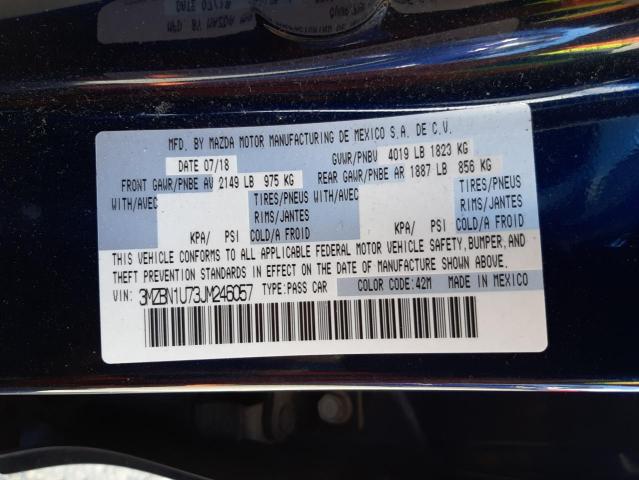 MFD. BY MAZDA MOTOR MANUFACTURING DE MEXICO S.A. DE C.V.
DATE 07/18 GVWR/PNBV 4019 LB 1823 KG
FRONT GAWR/PNBE AV 2149 LB 975 KG REAR GAWR/PNBE AR 1887 LB 856 KG
WITH/AVEC TIRES/PNEUS WITH/AVEC TIRES/PNEUS
RIMS/JANTES RIMS/JANTES
KPA/ PSI COLD/A FROID KPA/ PSI COLD/A FROID
THIS VEHICLE CONFORMS TO ALL APPLICABLE FEDERAL MOTOR VEHICLE SAFETY, BUMPER, AND
THEFT PREVENTION STANDARDS IN EFFECT ON THE DATE OF MANUFACTURE SHOWN ABOVE.
VIN: 3MZBN1U73JM246057 TYPE:PASS CAR COLOR CODE:42M MADE IN MEXICO